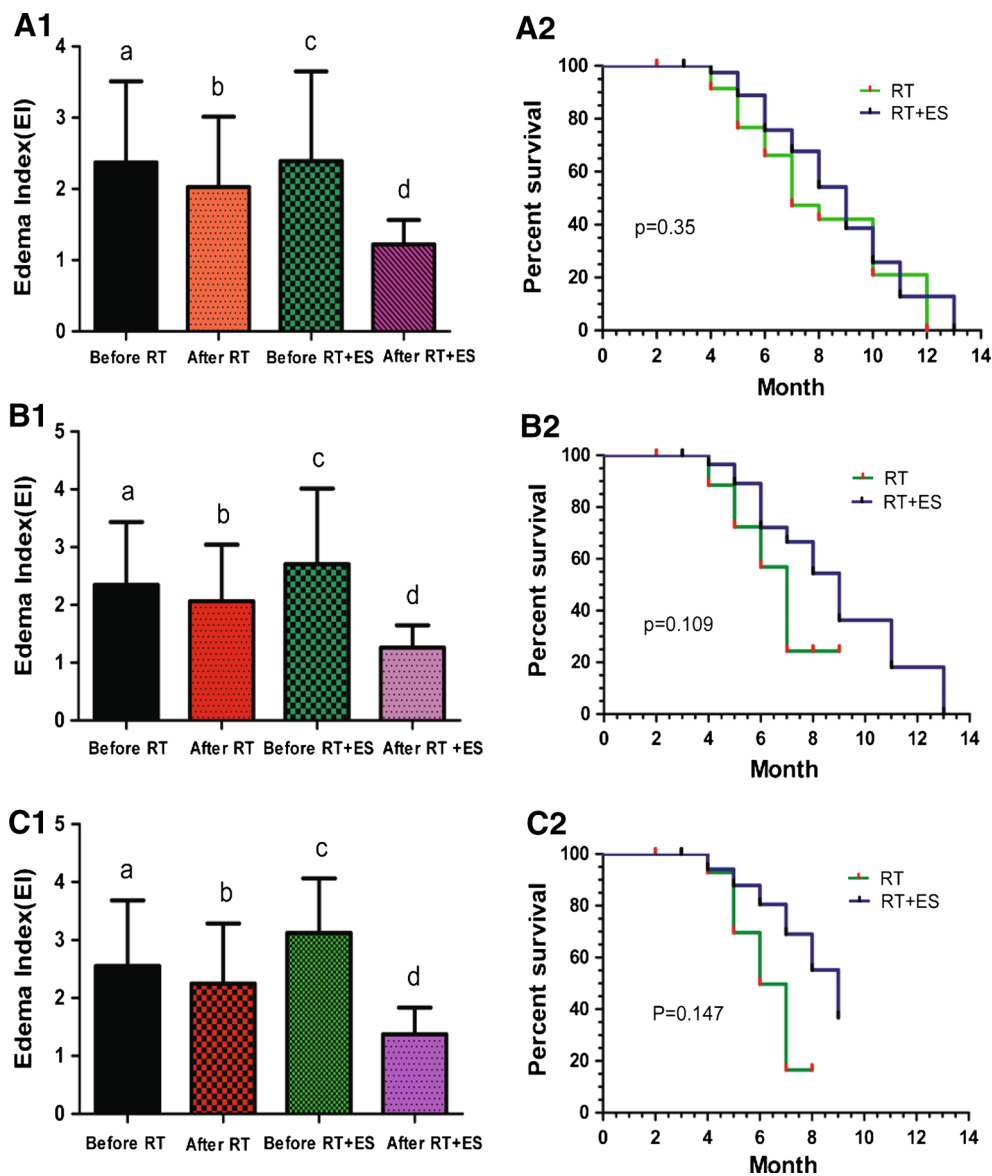 A1
Edema Index(EI)
4
3
2
1
0
a
b
c
d
Before RT
After RT
Before RT+ES
After RT+ES
A2
Percent survival
100
80
60
40
20
0
RT
RT+ES
p=0.35
0 2 4 6 8 10 12 14
Month
B1
Edema Index(EI)
5
4
3
2
1
0
a
b
c
d
Before RT
After RT
Before RT+ES
After RT +ES
B2
Percent survival
100
80
60
40
20
0
RT
RT+ES
p=0.109
0 2 4 6 8 10 12 14
Month
C1
Edema Index(EI)
5
4
3
2
1
0
a
b
c
d
Before RT
After RT
Before RT+ES
After RT+ES
C2
Percent survival
100
80
60
40
20
0
RT
RT+ES
P=0.147
0 2 4 6 8 10 12 14
Month